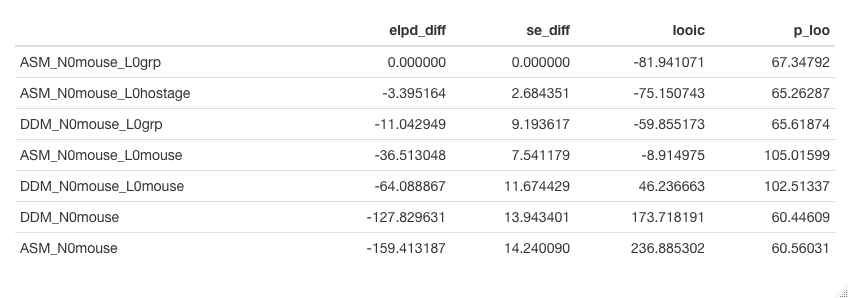 elpd_diff se_diff looic p_loo
ASM_N0mouse_L0grp 0.000000 0.000000 -81.941071 67.34792
ASM_N0mouse_L0hostage -3.395164 2.684351 -75.150743 65.26287
DDM_N0mouse_L0grp -11.042949 9.193617 -59.855173 65.61874
ASM_N0mouse_L0mouse -36.513048 7.541179 -8.914975 105.01599
DDM_N0mouse_L0mouse -64.088867 11.674429 46.236663 102.51337
DDM_N0mouse -127.829631 13.943401 173.718191 60.44609
ASM_N0mouse -159.413187 14.240090 236.885302 60.56031